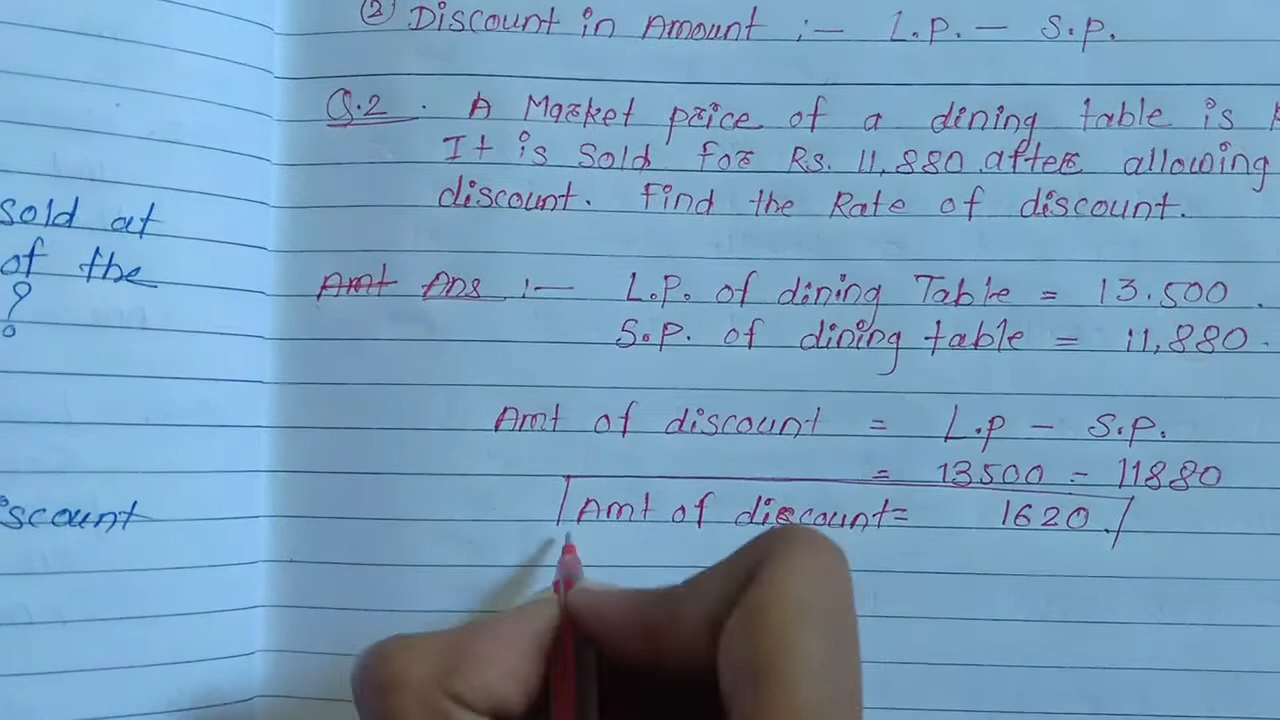 ② Discount in Amount :- L.P. - S.P.
Q.2. A Market price of a dining table is
It is sold for Rs. 11,880 after allowing
discount. Find the Rate of discount.
sold at
of the
?
Amt Ans :- L.P. of dining Table = 13.500.
S.P. of dining table = 11,880.
Amt of discount = L.P - S.P.
= 13500 - 11880
Amt of discount = 1620.
scount